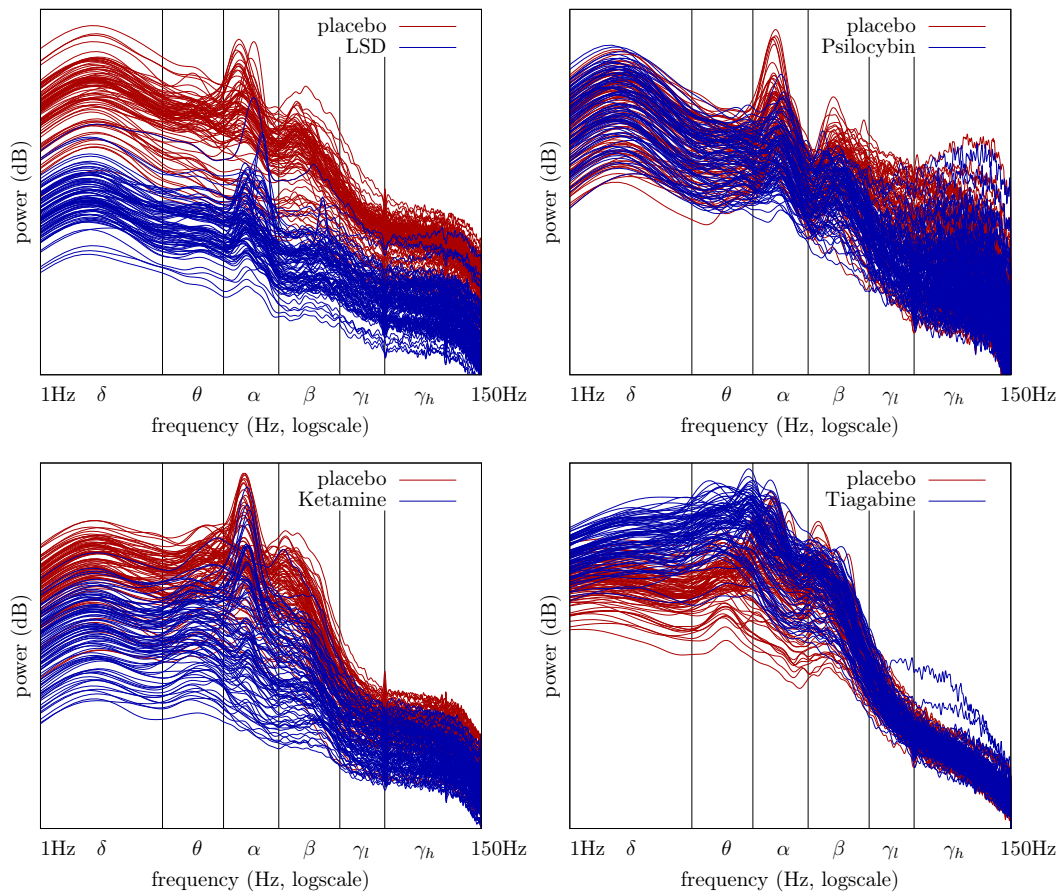 placebo
LSD
power (dB)
1Hz δ θ α β γl γh 150Hz
frequency (Hz, logscale)
placebo
Psilocybin
power (dB)
1Hz δ θ α β γl γh 150Hz
frequency (Hz, logscale)
placebo
Ketamine
power (dB)
1Hz δ θ α β γl γh 150Hz
frequency (Hz, logscale)
placebo
Tiagabine
power (dB)
1Hz δ θ α β γl γh 150Hz
frequency (Hz, logscale)